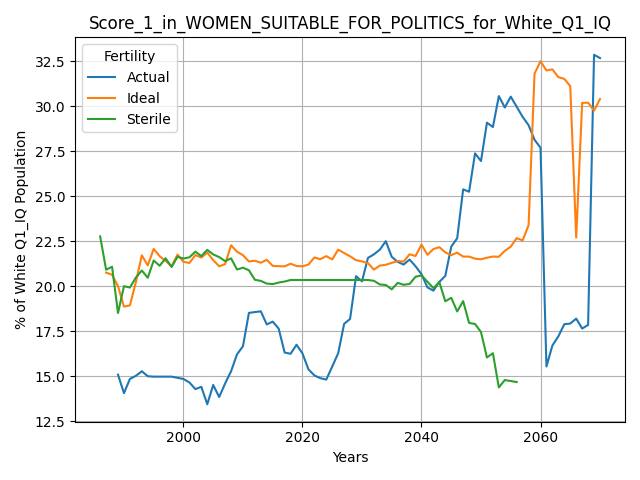 Score_1_in_WOMEN_SUITABLE_FOR_POLITICS_for_White_Q1_IQ
Fertility
Actual
Ideal
Sterile
% of White Q1_IQ Population
32.5
30.0
27.5
25.0
22.5
20.0
17.5
15.0
12.5
2000
2020
2040
2060
Years